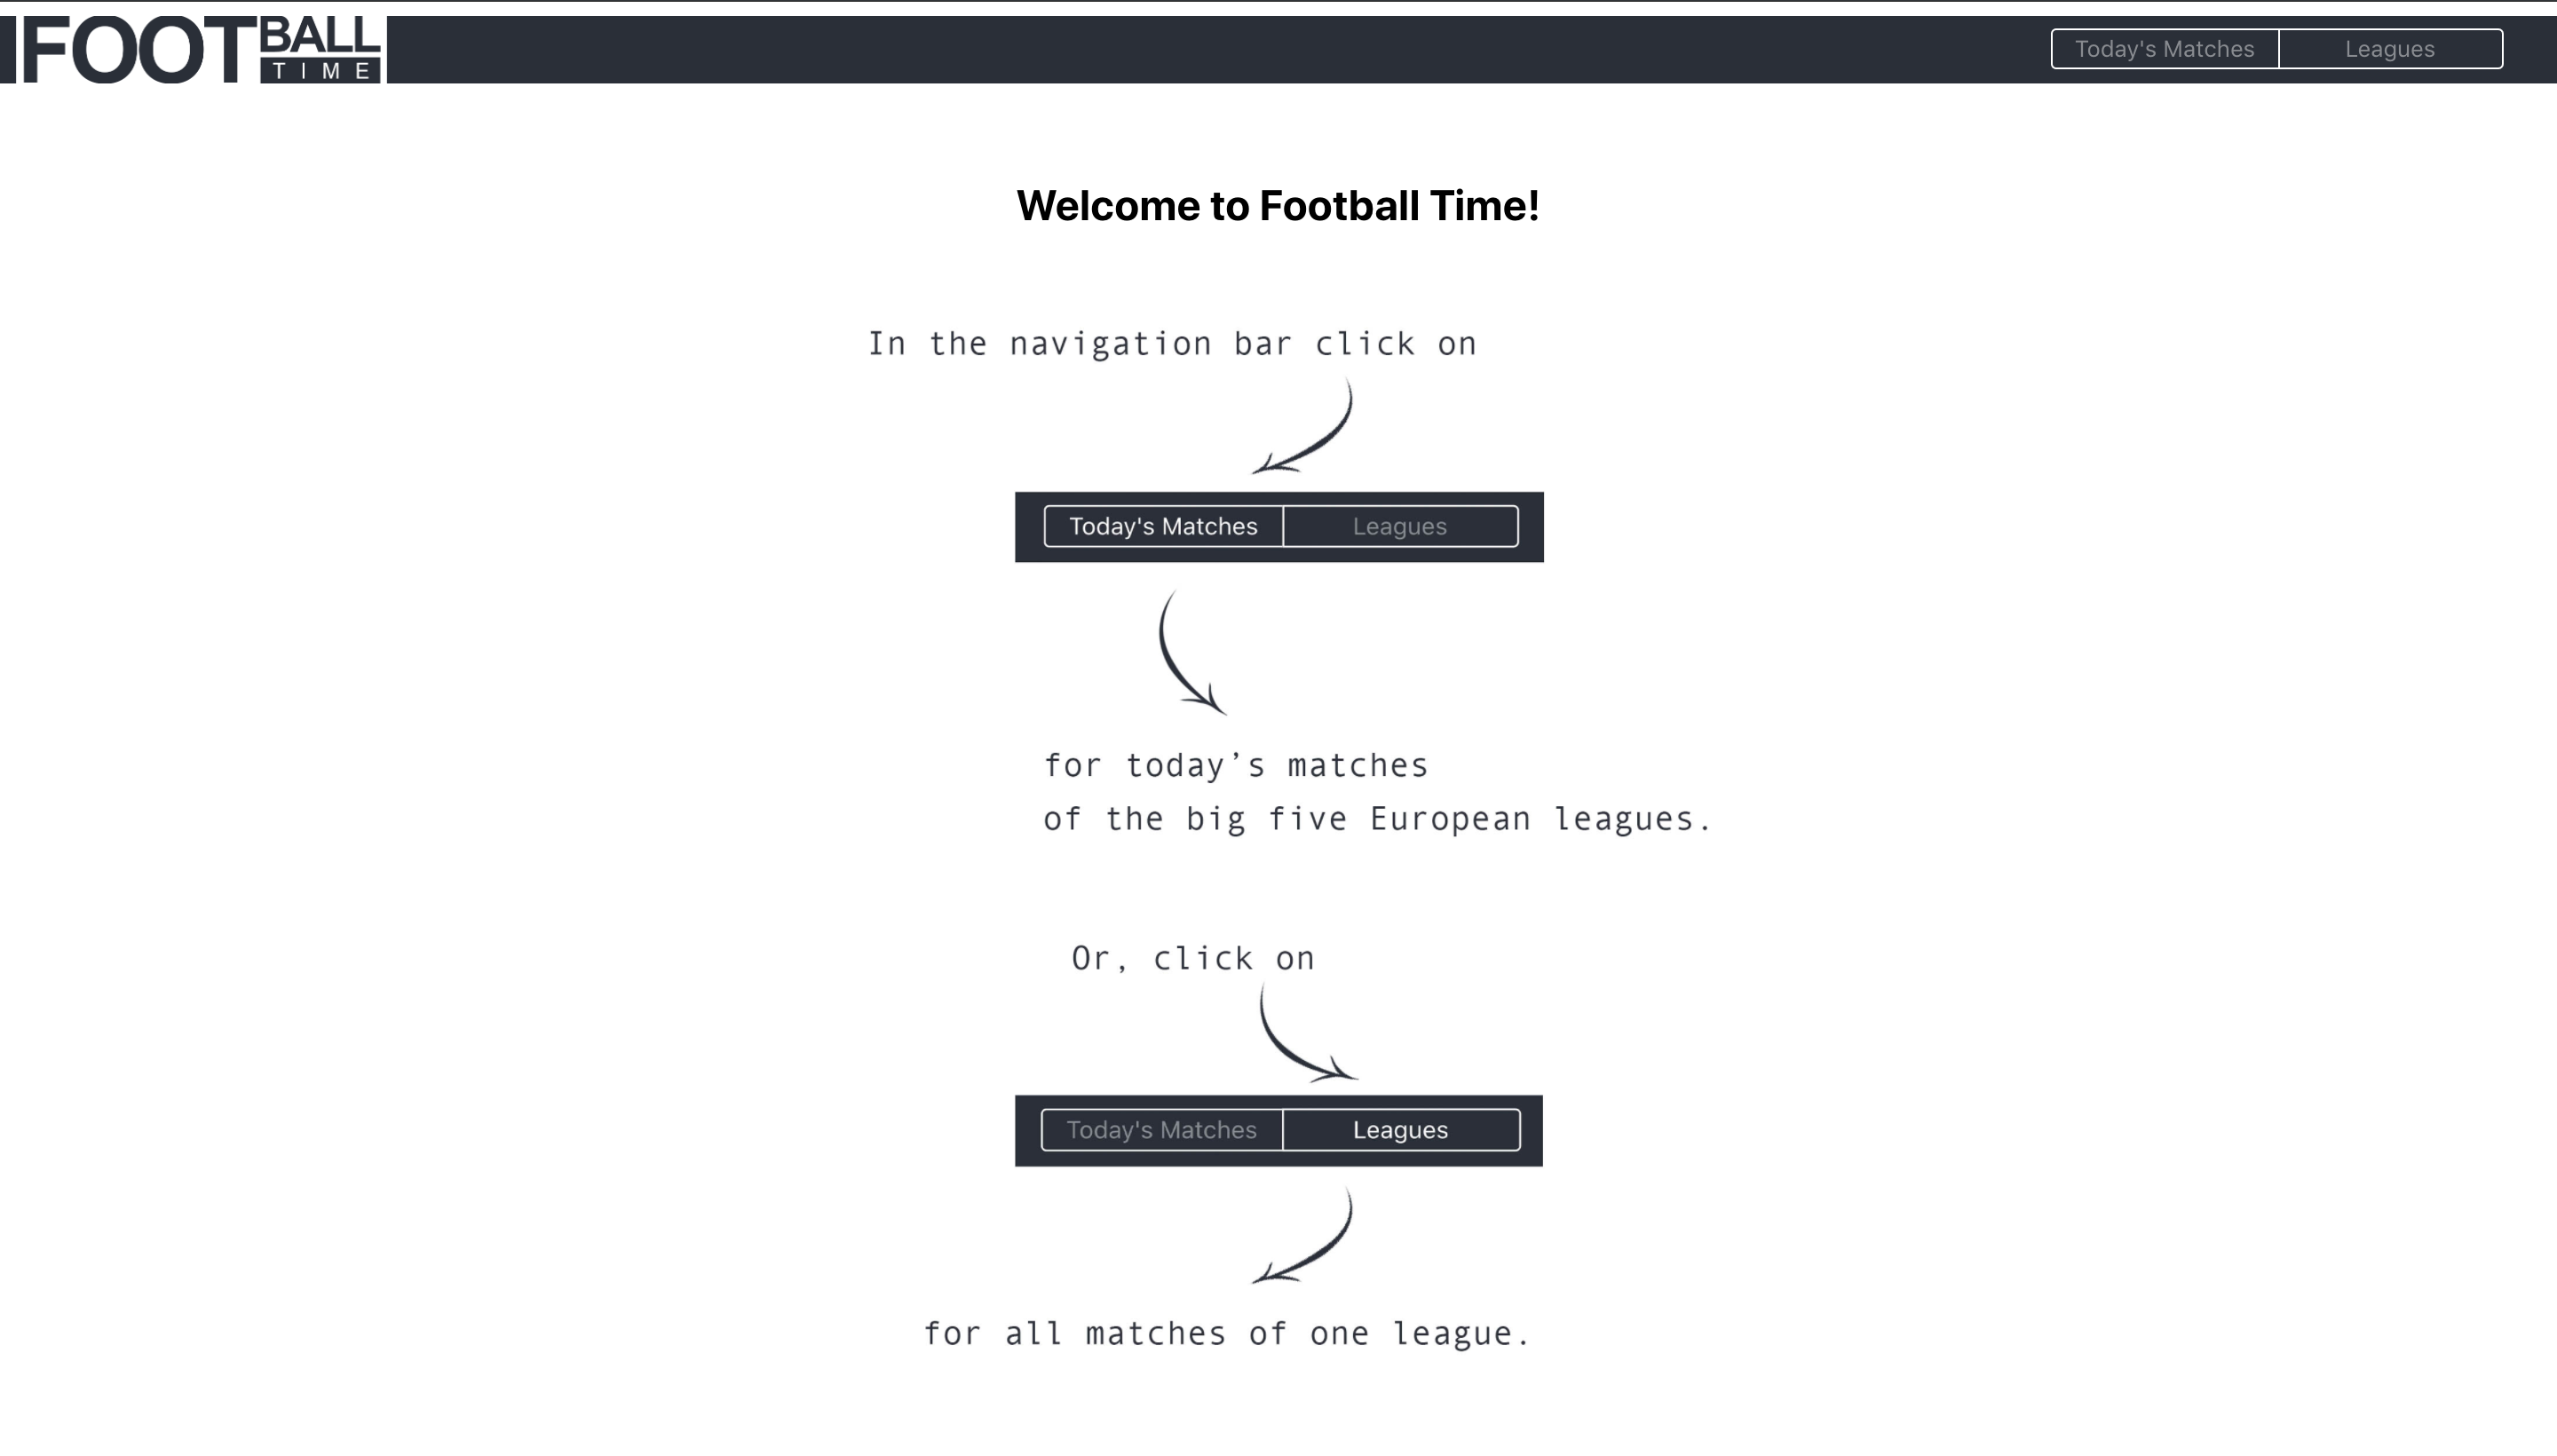 FOOTBALL
TIME
Today's Matches Leagues
Welcome to Football Time!
In the navigation bar click on
Today's Matches Leagues
for today’s matches
of the big five European leagues.
Or, click on
Today's Matches Leagues
for all matches of one league.